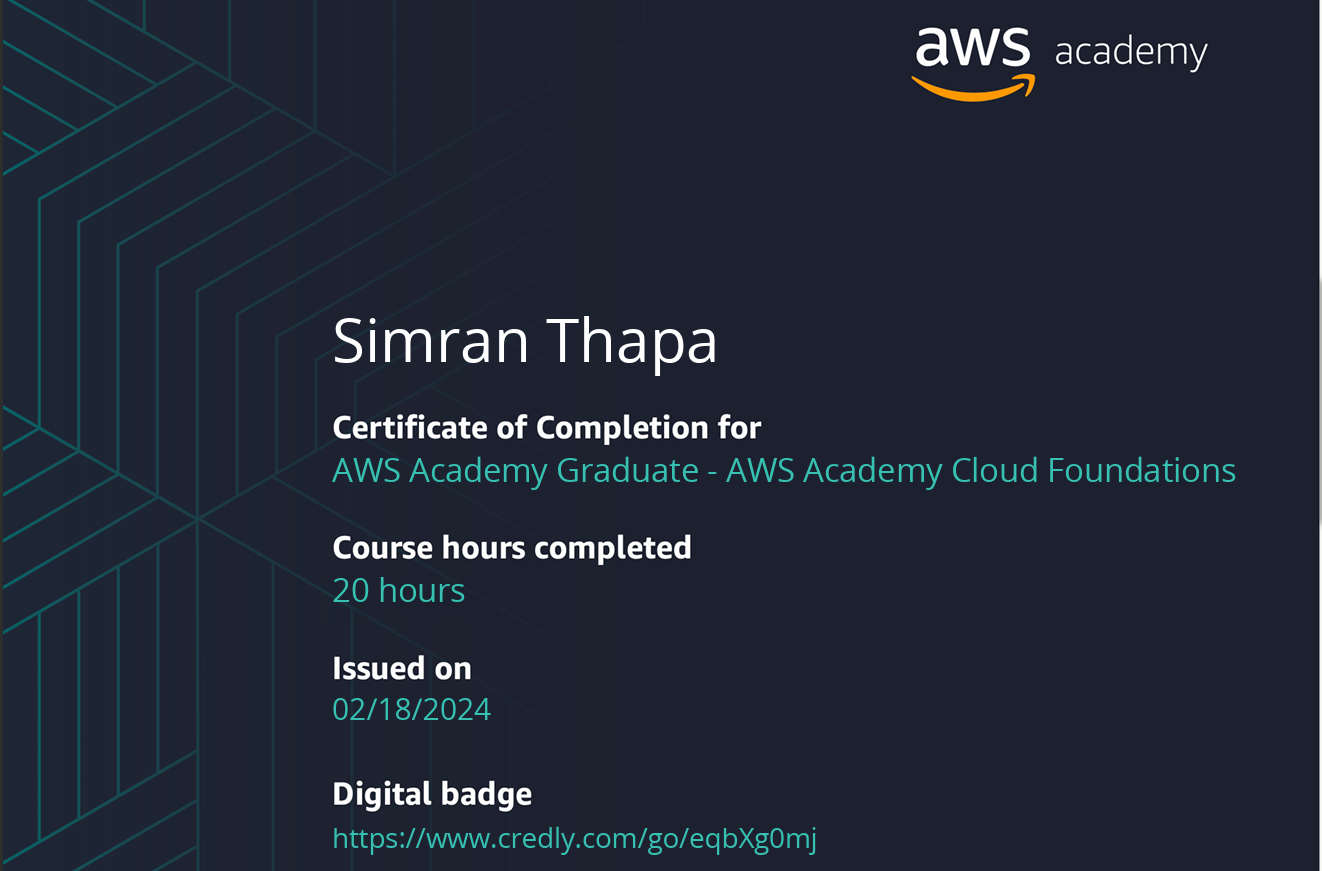 aws academy
Simran Thapa
Certificate of Completion for
AWS Academy Graduate - AWS Academy Cloud Foundations
Course hours completed
20 hours
Issued on
02/18/2024
Digital badge
https://www.credly.com/go/eqbXg0mj